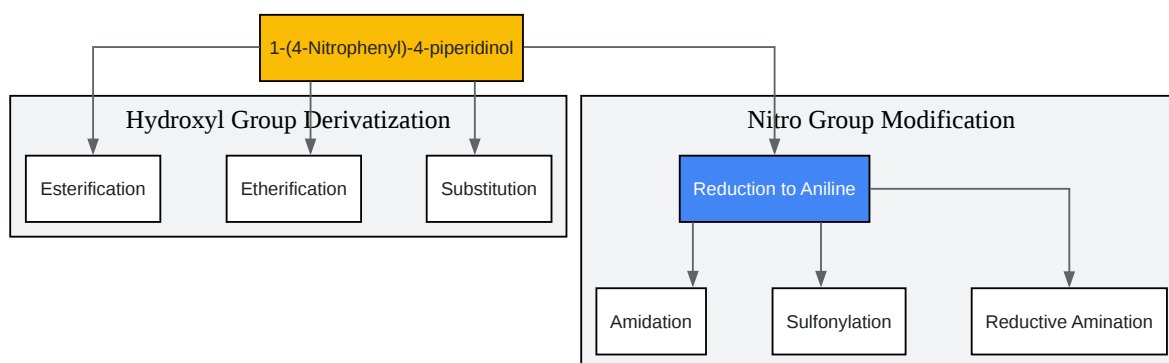 1-(4-Nitrophenyl)-4-piperidinol
Hydroxyl Group Derivatization
Nitro Group Modification
Esterification
Etherification
Substitution
Reduction to Aniline
Amidation
Sulfonylation
Reductive Amination